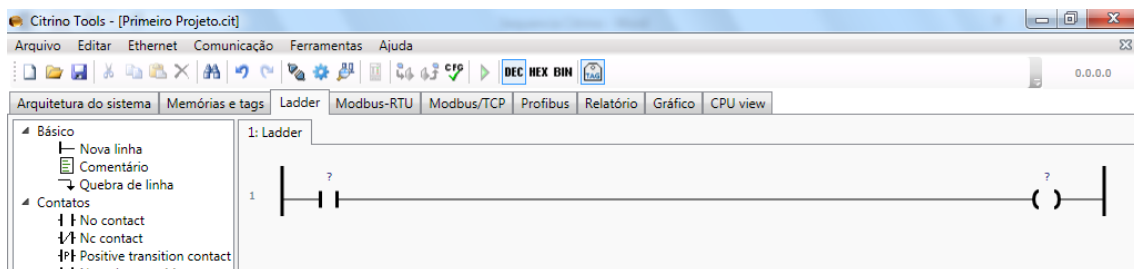 Citrino Tools - [Primeiro Projeto.cit]
Arquivo Editar Ethernet Comunicação Ferramentas Ajuda
CFG DEC HEX BIN TAG 0.0.0.0
Arquitetura do sistema Memórias e tags Ladder Modbus-RTU Modbus/TCP Profibus Relatório Gráfico CPU view
Básico
Nova linha
Comentário
Quebra de linha
Contatos
No contact
Nc contact
P Positive transition contact
1: Ladder
? ?
1